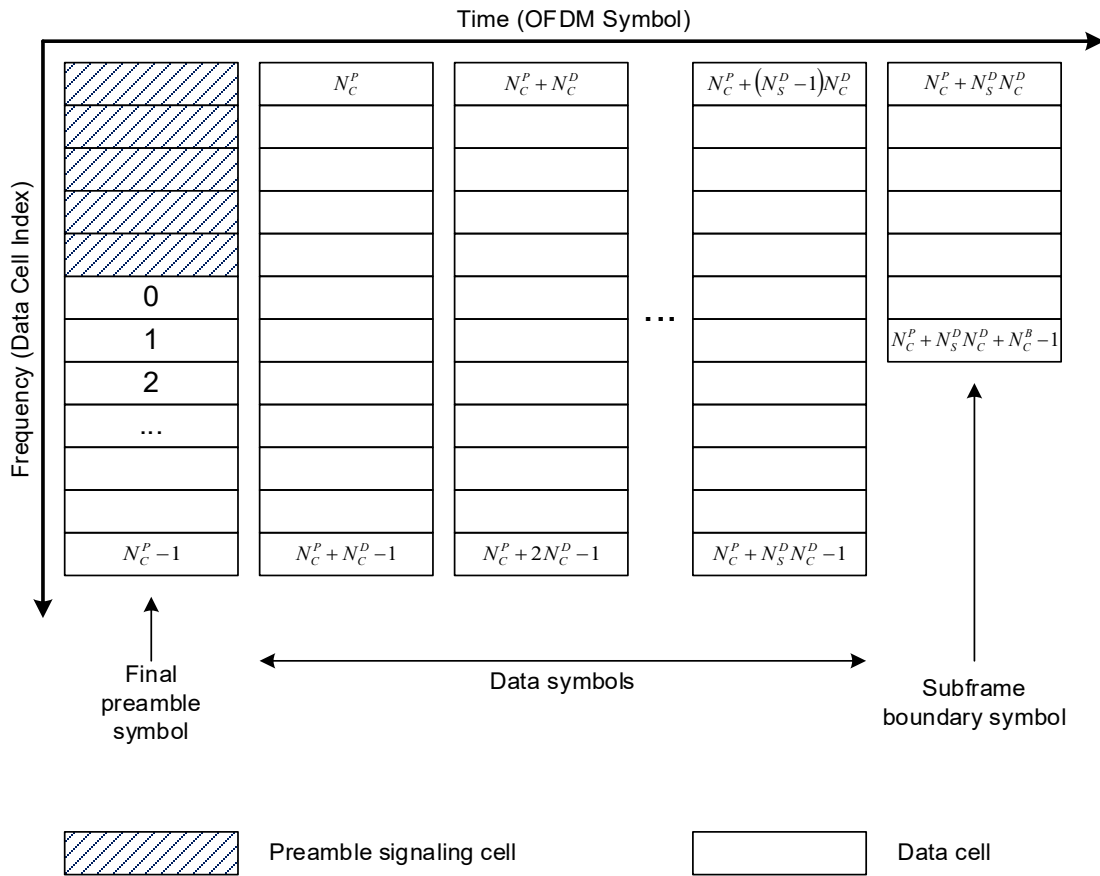 Time (OFDM Symbol)
Frequency (Data Cell Index)
$N_C^P$
$N_C^P + N_C^D$
$N_C^P + (N_S^D - 1)N_C^D$
$N_C^P + N_S^D N_C^D$
0
1
2
...
...
$N_C^P + N_S^D N_C^D + N_C^B - 1$
$N_C^P - 1$
$N_C^P + N_C^D - 1$
$N_C^P + 2N_C^D - 1$
$N_C^P + N_S^D N_C^D - 1$
Final
preamble
symbol
Data symbols
Subframe
boundary symbol
Preamble signaling cell
Data cell